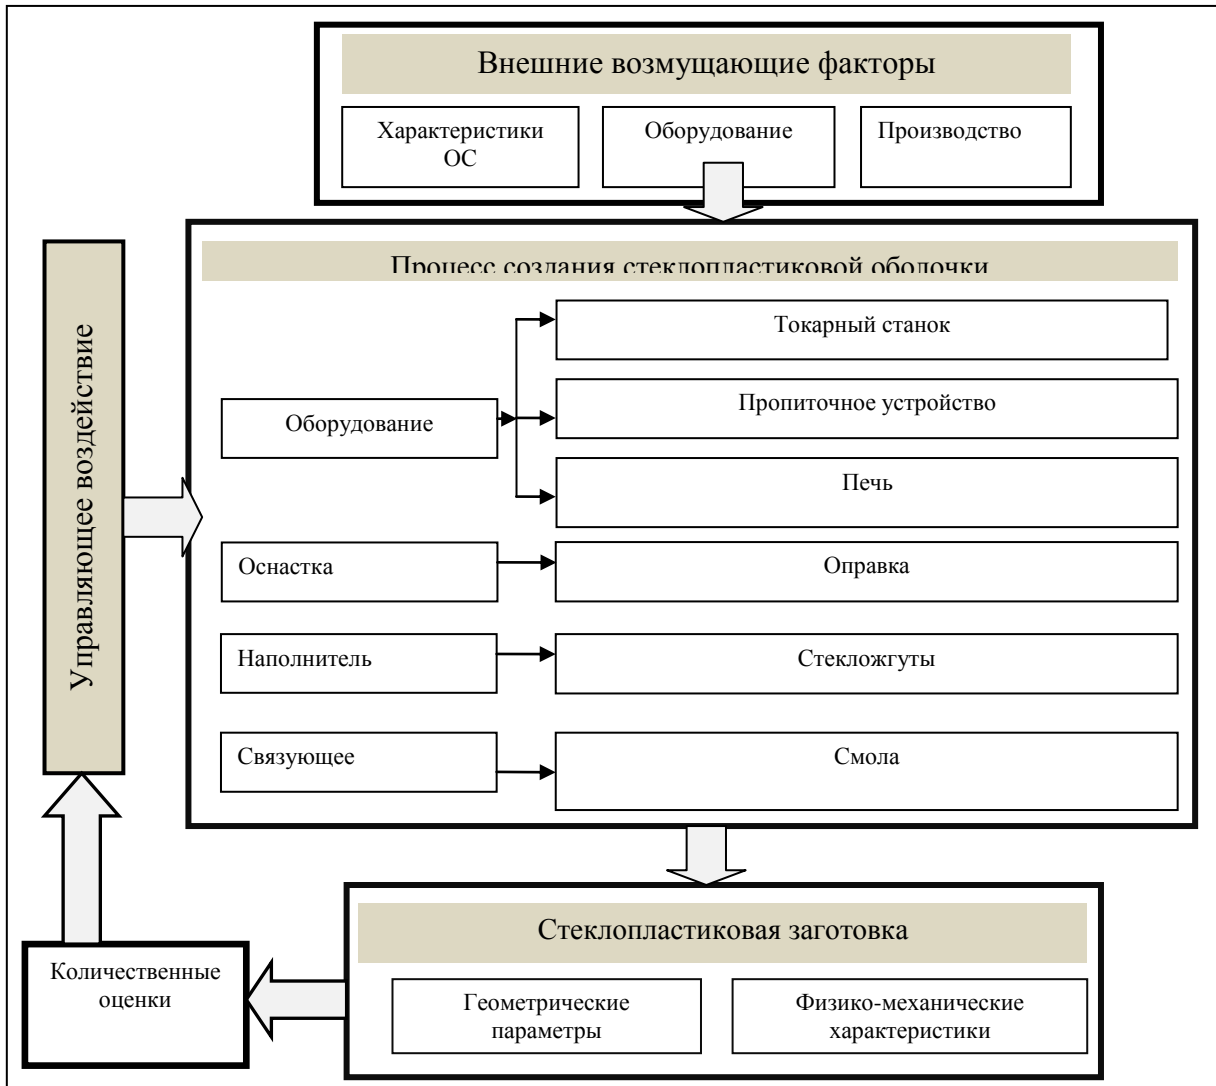 Внешние возмущающие факторы
Характеристики
ОС
Оборудование
Производство
Управляющее воздействие
Процесс создания стеклопластиковой оболочки
Оборудование
Токарный станок
Пропиточное устройство
Печь
Оснастка
Оправка
Наполнитель
Стекложгуты
Связующее
Смола
Стеклопластиковая заготовка
Геометрические
параметры
Физико-механические
характеристики
Количественные
оценки